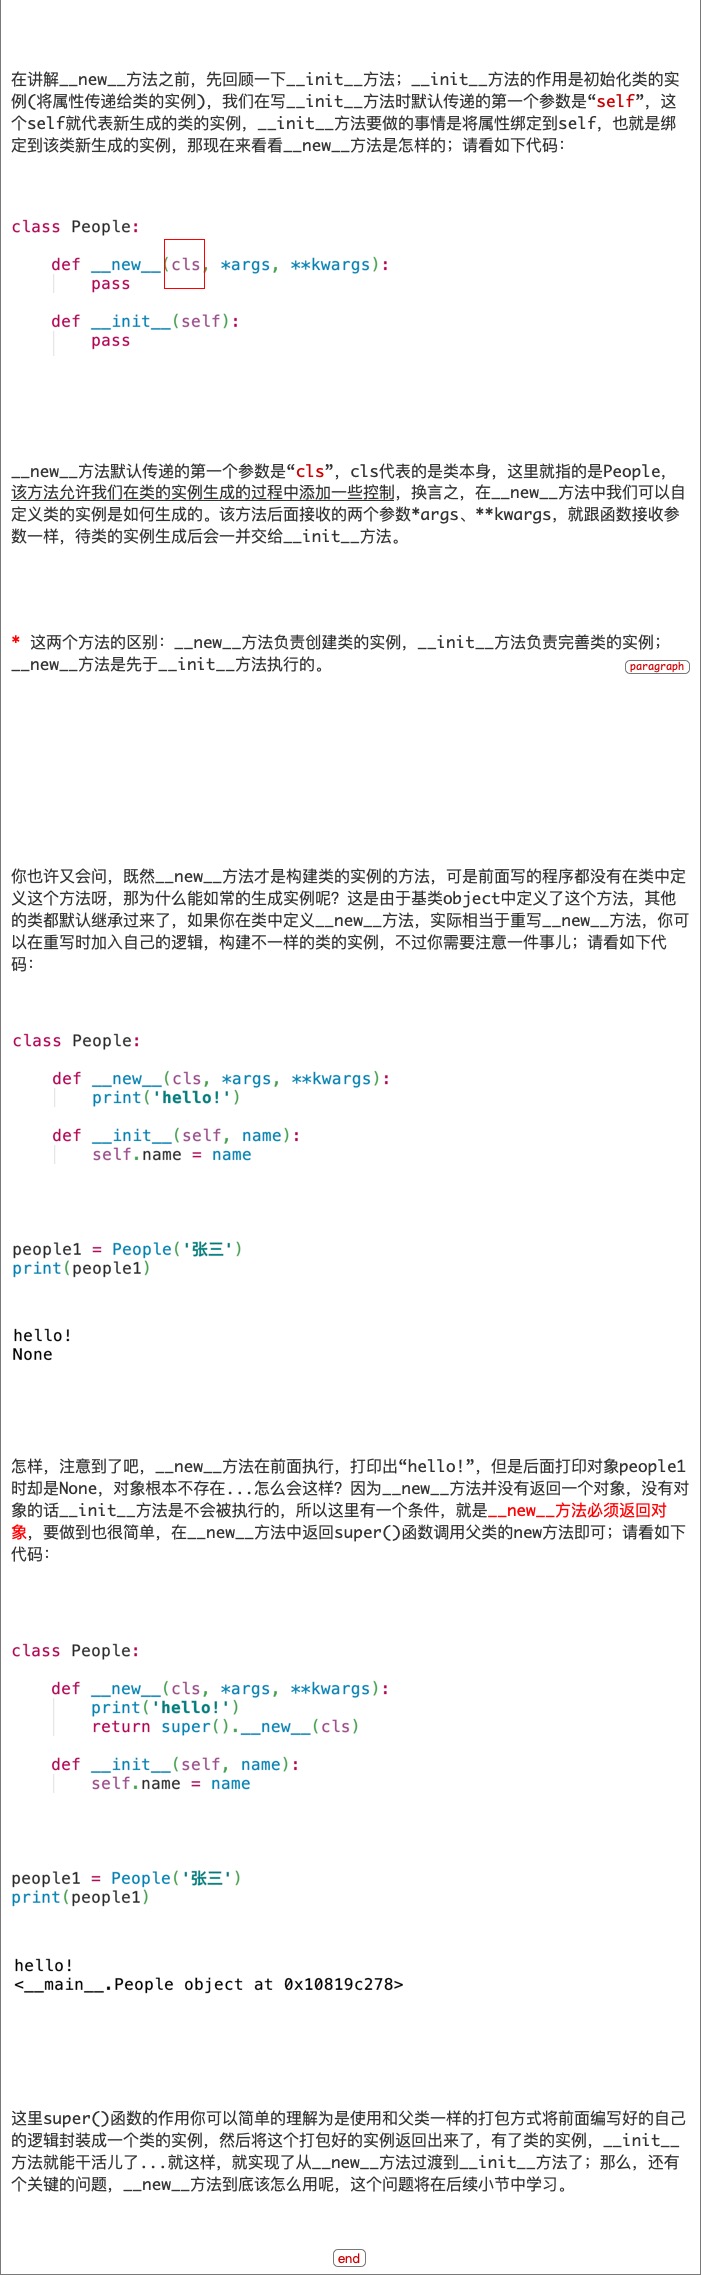 在讲解__new__方法之前，先回顾一下__init__方法；__init__方法的作用是初始化类的实
例(将属性传递给类的实例)，我们在写__init__方法时默认传递的第一个参数是“self”，这
个self就代表新生成的类的实例，__init__方法要做的事情是将属性绑定到self，也就是绑
定到该类新生成的实例，那现在来看看__new__方法是怎样的；请看如下代码：
class People:
def __new__(cls, *args, **kwargs):
pass
def __init__(self):
pass
__new__方法默认传递的第一个参数是“cls”，cls代表的是类本身，这里就指的是People，
该方法允许我们在类的实例生成的过程中添加一些控制，换言之，在__new__方法中我们可以自
定义类的实例是如何生成的。该方法后面接收的两个参数*args、**kwargs，就跟函数接收参
数一样，待类的实例生成后会一并交给__init__方法。
* 这两个方法的区别：__new__方法负责创建类的实例，__init__方法负责完善类的实例；
__new__方法是先于__init__方法执行的。
paragraph
你也许又会问，既然__new__方法才是构建类的实例的方法，可是前面写的程序都没有在类中定
义这个方法呀，那为什么能如常的生成实例呢？这是由于基类object中定义了这个方法，其他
的类都默认继承过来了，如果你在类中定义__new__方法，实际相当于重写__new__方法，你可
以在重写时加入自己的逻辑，构建不一样的类的实例，不过你需要注意一件事儿；请看如下代
码：
class People:
def __new__(cls, *args, **kwargs):
print('hello!')
def __init__(self, name):
self.name = name
people1 = People('张三')
print(people1)
hello!
None
怎样，注意到了吧，__new__方法在前面执行，打印出“hello!”，但是后面打印对象people1
时却是None，对象根本不存在...怎么会这样？因为__new__方法并没有返回一个对象，没有对
象的话__init__方法是不会被执行的，所以这里有一个条件，就是__new__方法必须返回对
象，要做到也很简单，在__new__方法中返回super()函数调用父类的new方法即可；请看如下
代码：
class People:
def __new__(cls, *args, **kwargs):
print('hello!')
return super().__new__(cls)
def __init__(self, name):
self.name = name
people1 = People('张三')
print(people1)
hello!
<__main__.People object at 0x10819c278>
这里super()函数的作用你可以简单的理解为是使用和父类一样的打包方式将前面编写好的自己
的逻辑封装成一个类的实例，然后将这个打包好的实例返回出来了，有了类的实例，__init__
方法就能干活儿了...就这样，就实现了从__new__方法过渡到__init__方法了；那么，还有
个关键的问题，__new__方法到底该怎么用呢，这个问题将在后续小节中学习。
end